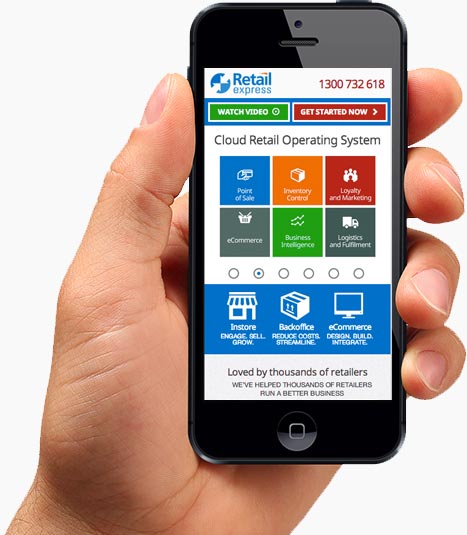 Retail
express
1300 732 618
WATCH VIDEO
GET STARTED NOW
Cloud Retail Operating System
Point
of Sale
Inventory
Control
Loyalty
and Marketing
eCommerce
Business
Intelligence
Logistics
and Fulfilment
Instore
ENGAGE. SELL.
GROW.
Backoffice
REDUCE COSTS.
STREAMLINE.
eCommerce
DESIGN. BUILD.
INTEGRATE.
Loved by thousands of retailers
WE'VE HELPED THOUSANDS OF RETAILERS
RUN A BETTER BUSINESS